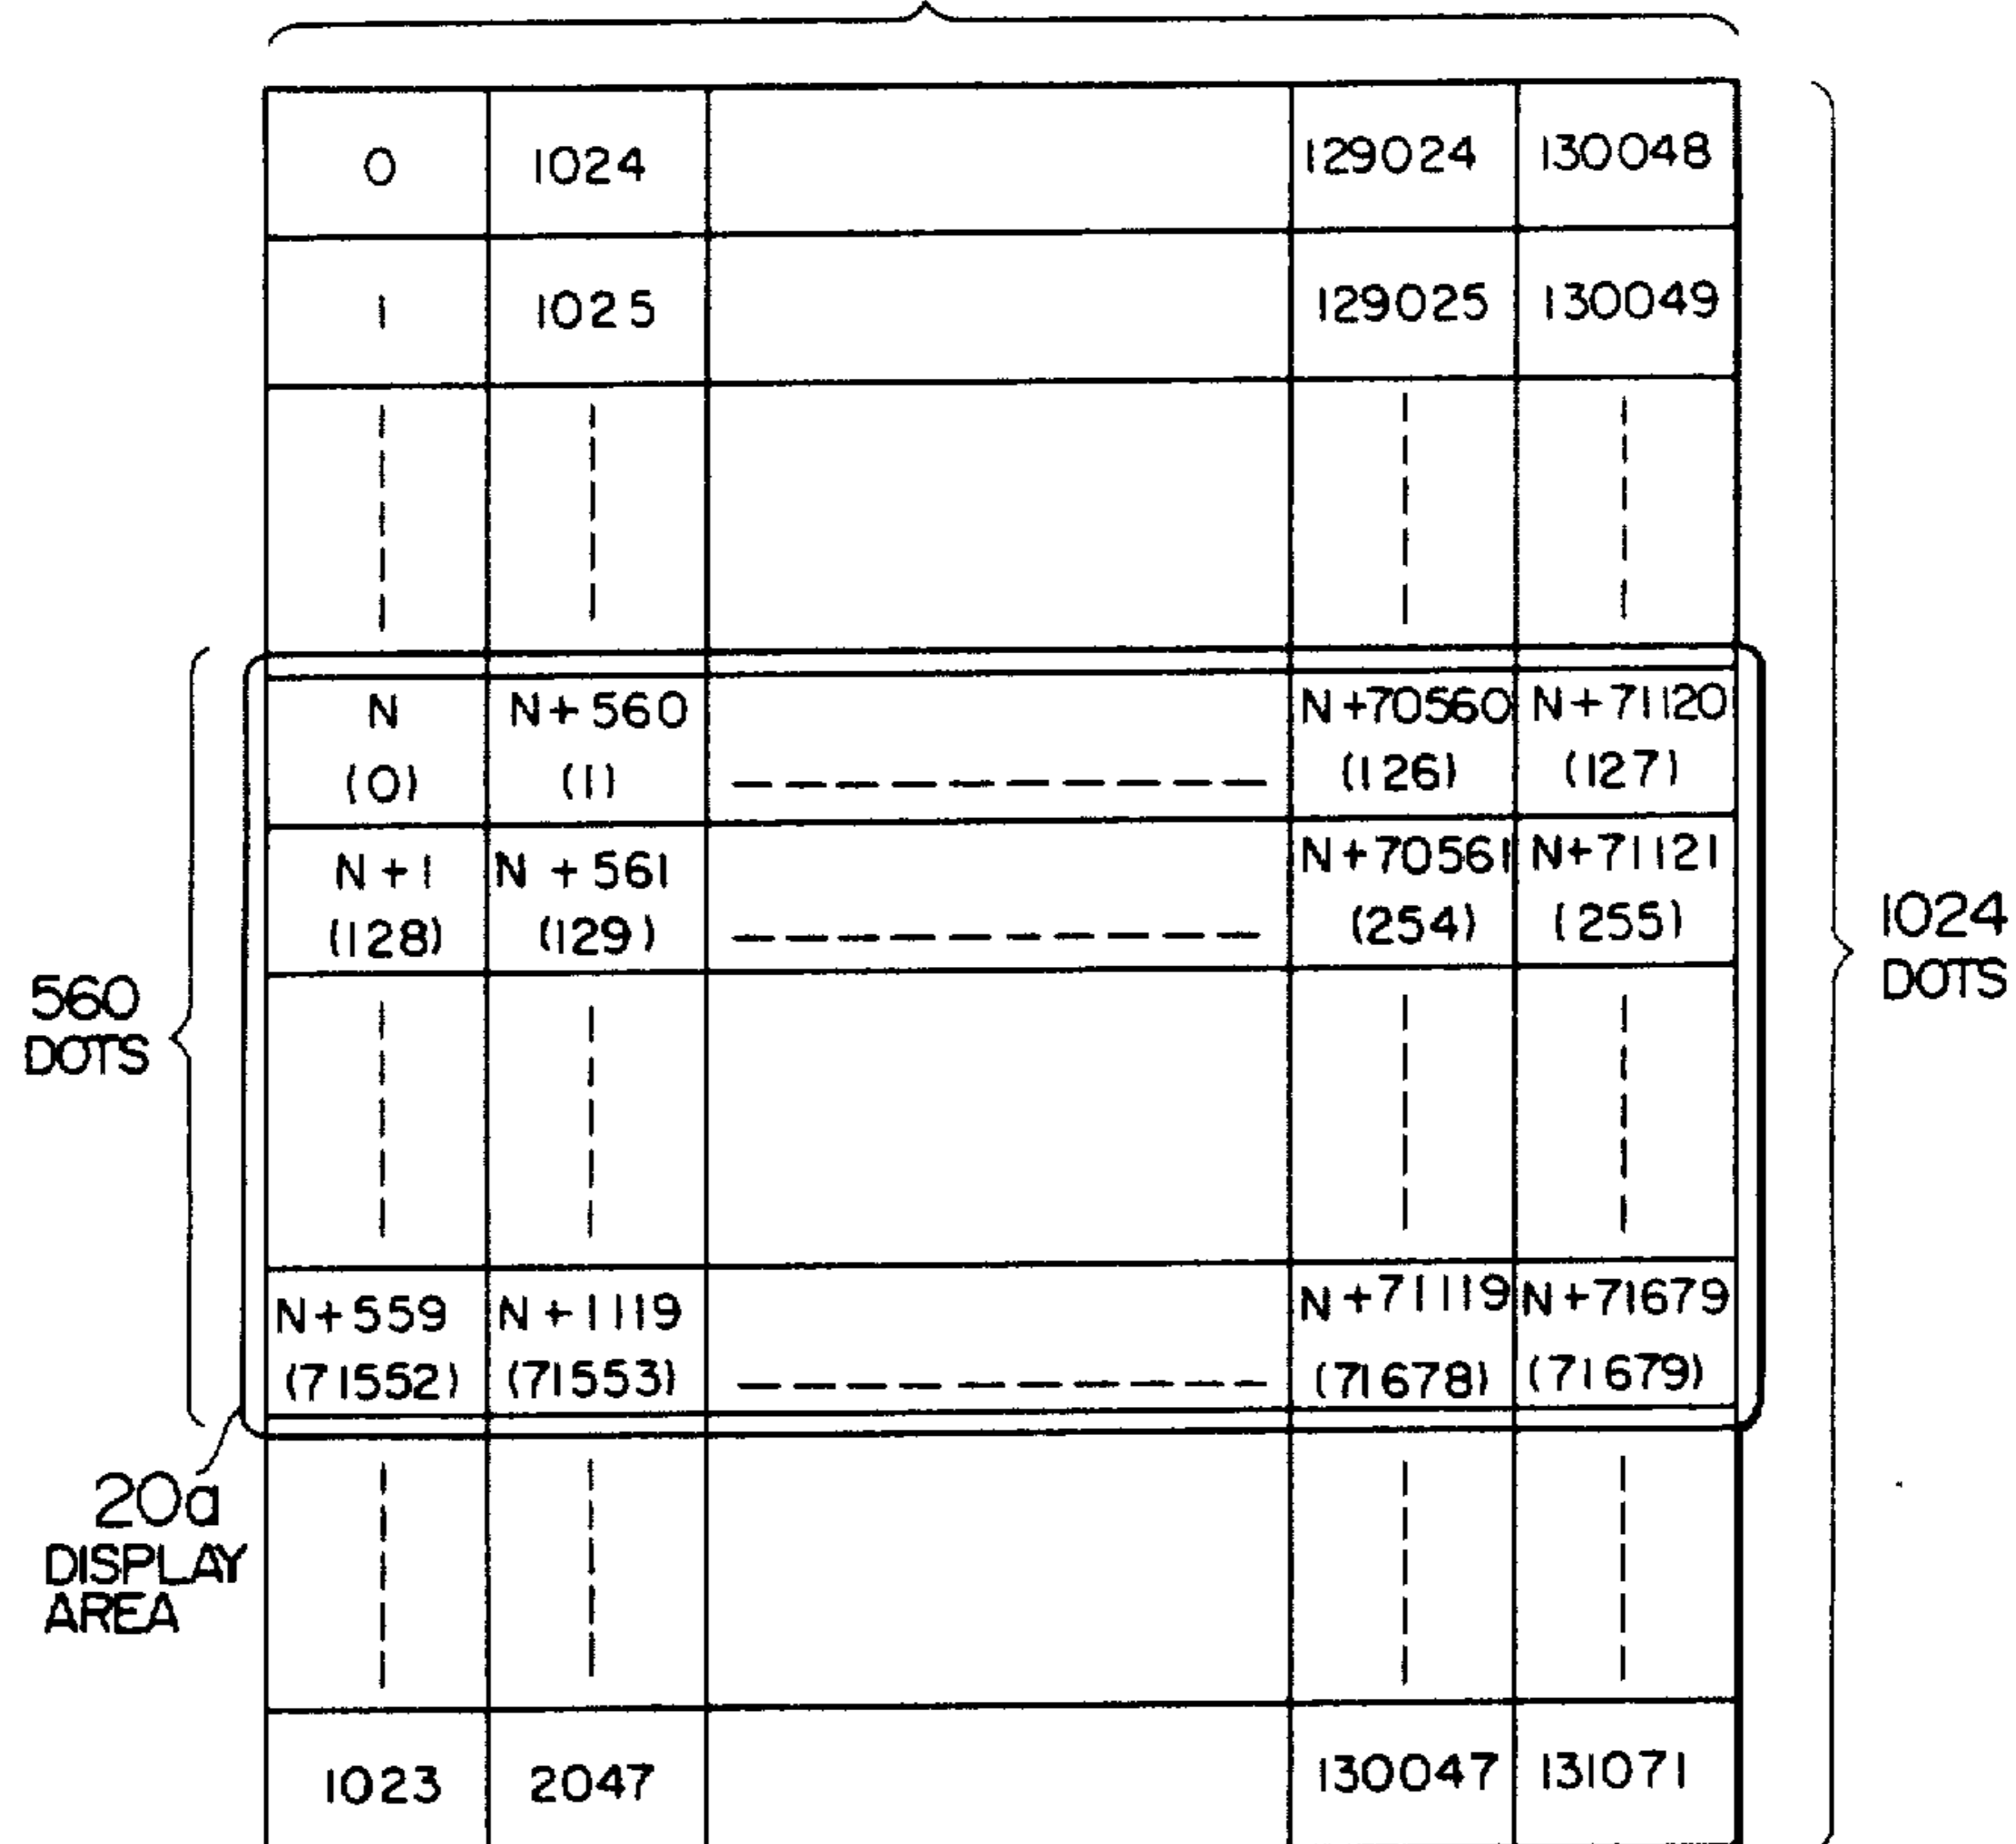 0 1024 129024 130048
1 1025 129025 130049
N N+560 N+70560 N+71120
(0) (1) (126) (127)
N+1 N+561 N+70561 N+71121
(128) (129) (254) (255)
560
DOTS
1024
DOTS
N+559 N+1119 N+71119 N+71679
(71552) (71553) (71678) (71679)
20a
DISPLAY
AREA
1023 2047 130047 131071